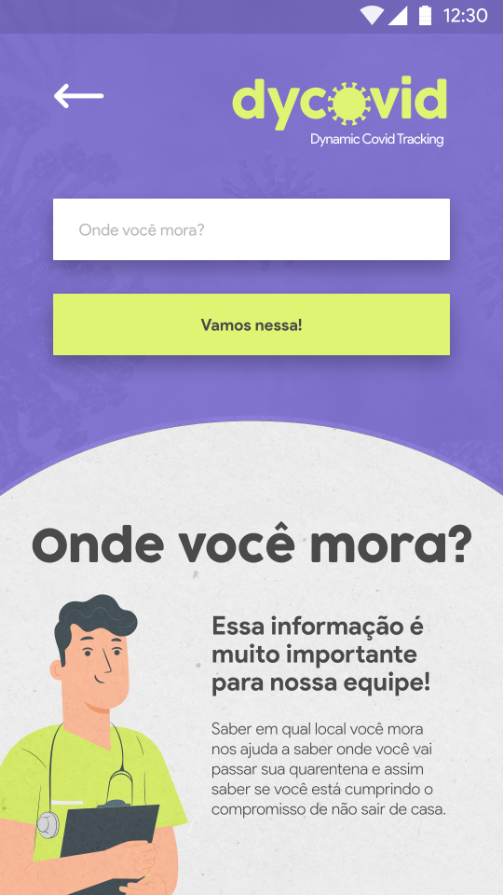 12:30
dycovid
Dynamic Covid Tracking
Onde você mora?
Vamos nessa!
Onde você mora?
Essa informação é
muito importante
para nossa equipe!
Saber em qual local você mora
nos ajuda a saber onde você vai
passar sua quarentena e assim
saber se você está cumprindo o
compromisso de não sair de casa.